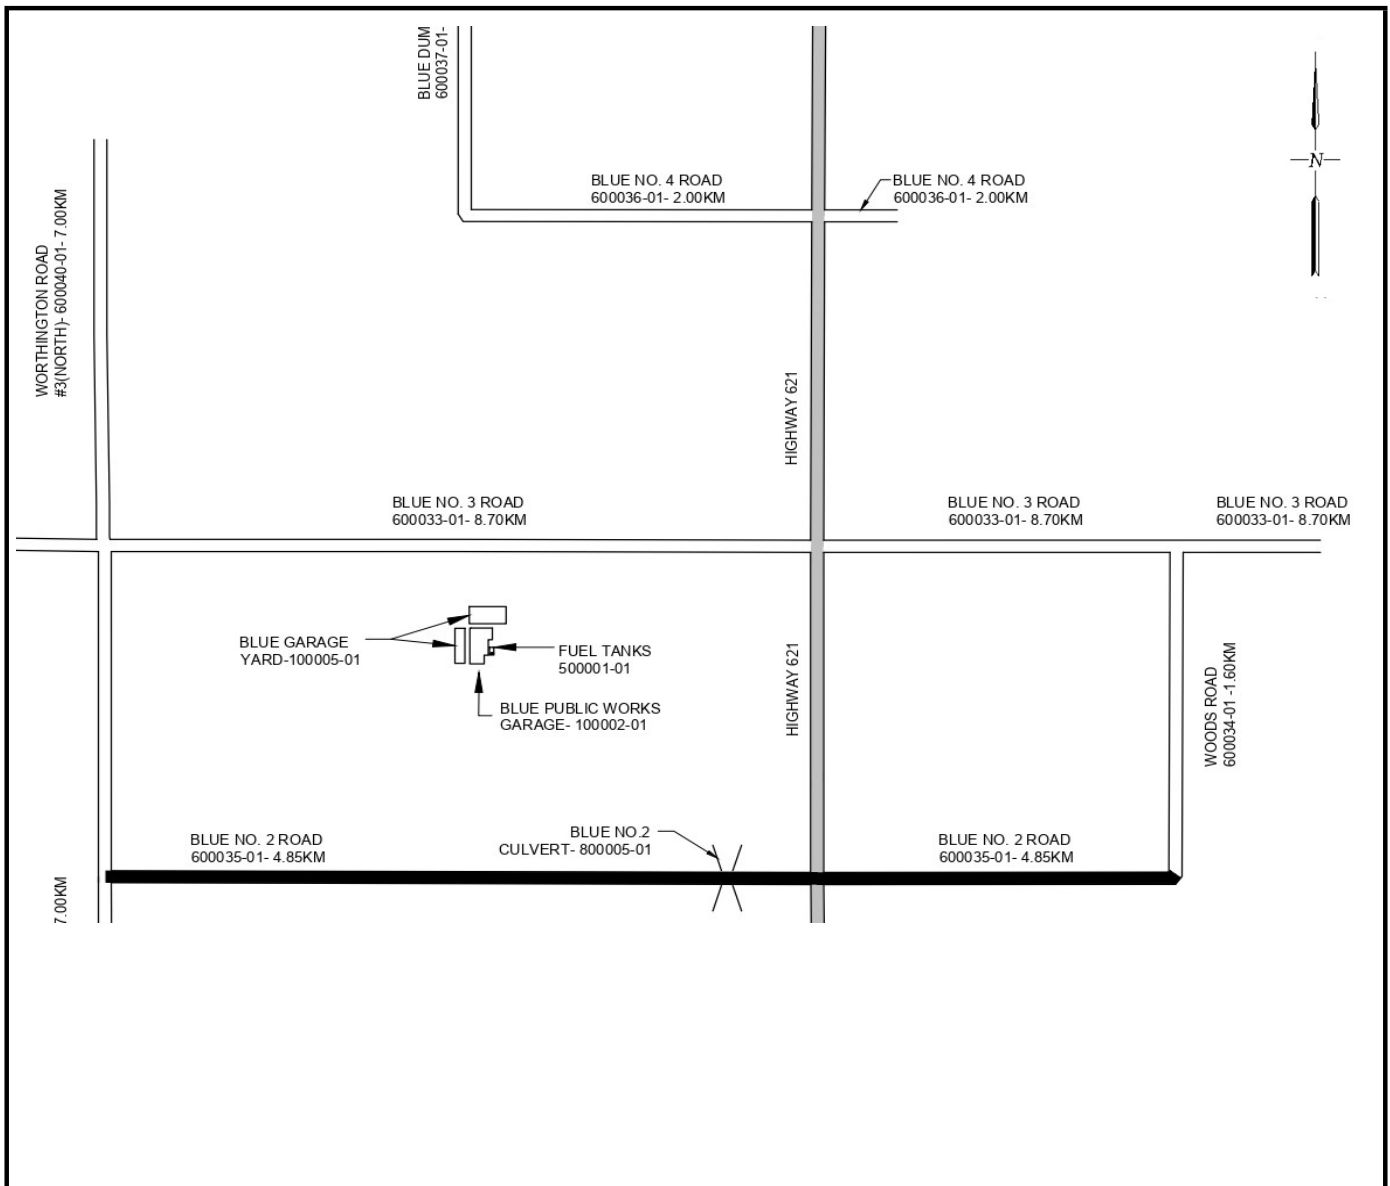 BLUE DUM
600037-01-
BLUE NO. 4 ROAD
600036-01- 2.00KM
BLUE NO. 4 ROAD
600036-01- 2.00KM
N
WORTHINGTON ROAD
#3(NORTH)- 600040-01- 7.00KM
HIGHWAY 621
BLUE NO. 3 ROAD
600033-01- 8.70KM
BLUE NO. 3 ROAD
600033-01- 8.70KM
BLUE NO. 3 ROAD
600033-01- 8.70KM
BLUE GARAGE
YARD-100005-01
FUEL TANKS
500001-01
BLUE PUBLIC WORKS
GARAGE- 100002-01
HIGHWAY 621
WOODS ROAD
600034-01 -1.60KM
BLUE NO. 2 ROAD
600035-01- 4.85KM
BLUE NO.2
CULVERT- 800005-01
BLUE NO. 2 ROAD
600035-01- 4.85KM
7.00KM